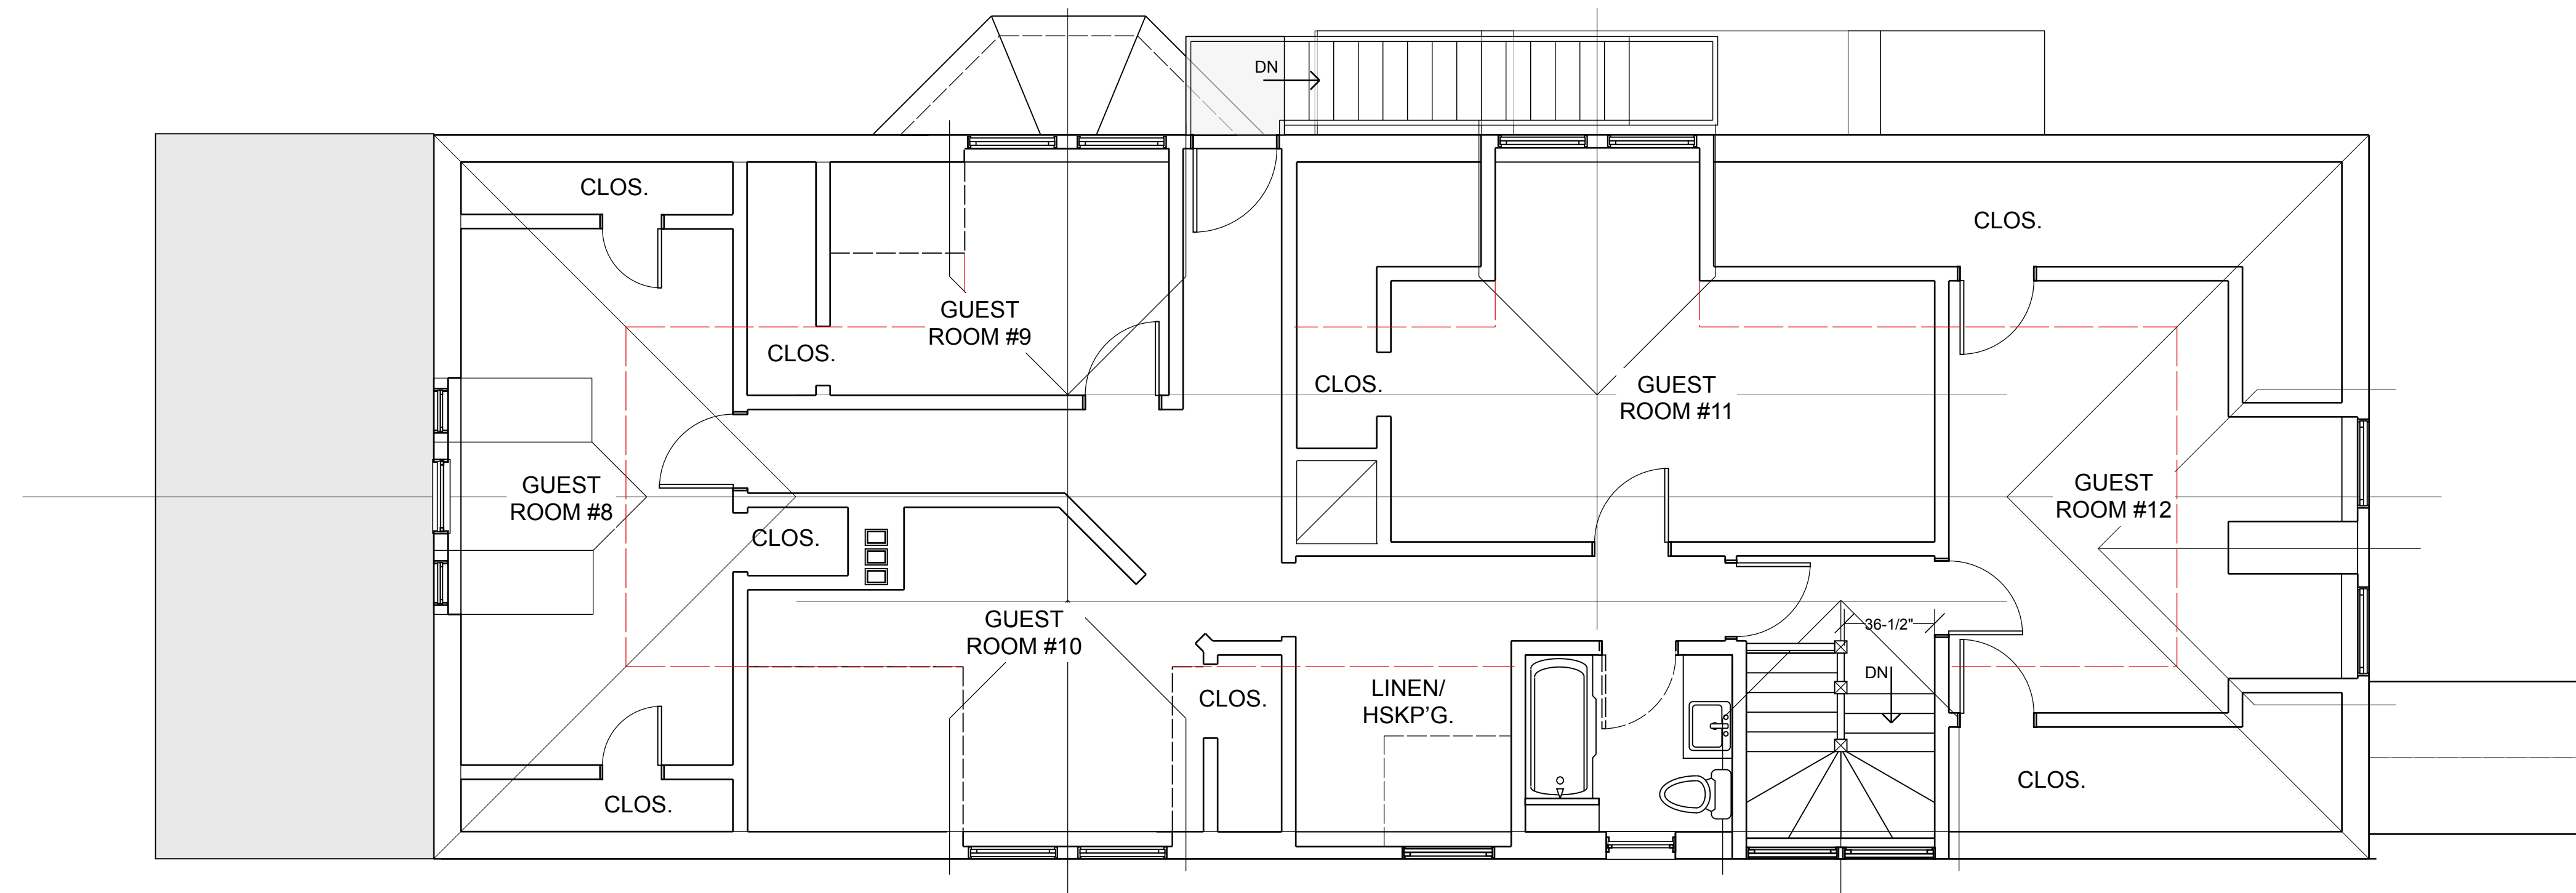 DN
CLOS.
CLOS.
GUEST
ROOM #9
CLOS.
CLOS.
GUEST
ROOM #11
GUEST
ROOM #8
GUEST
ROOM #12
CLOS.
GUEST
ROOM #10
36-1/2"
DN
CLOS.
LINEN/
HSKP'G.
CLOS.
CLOS.